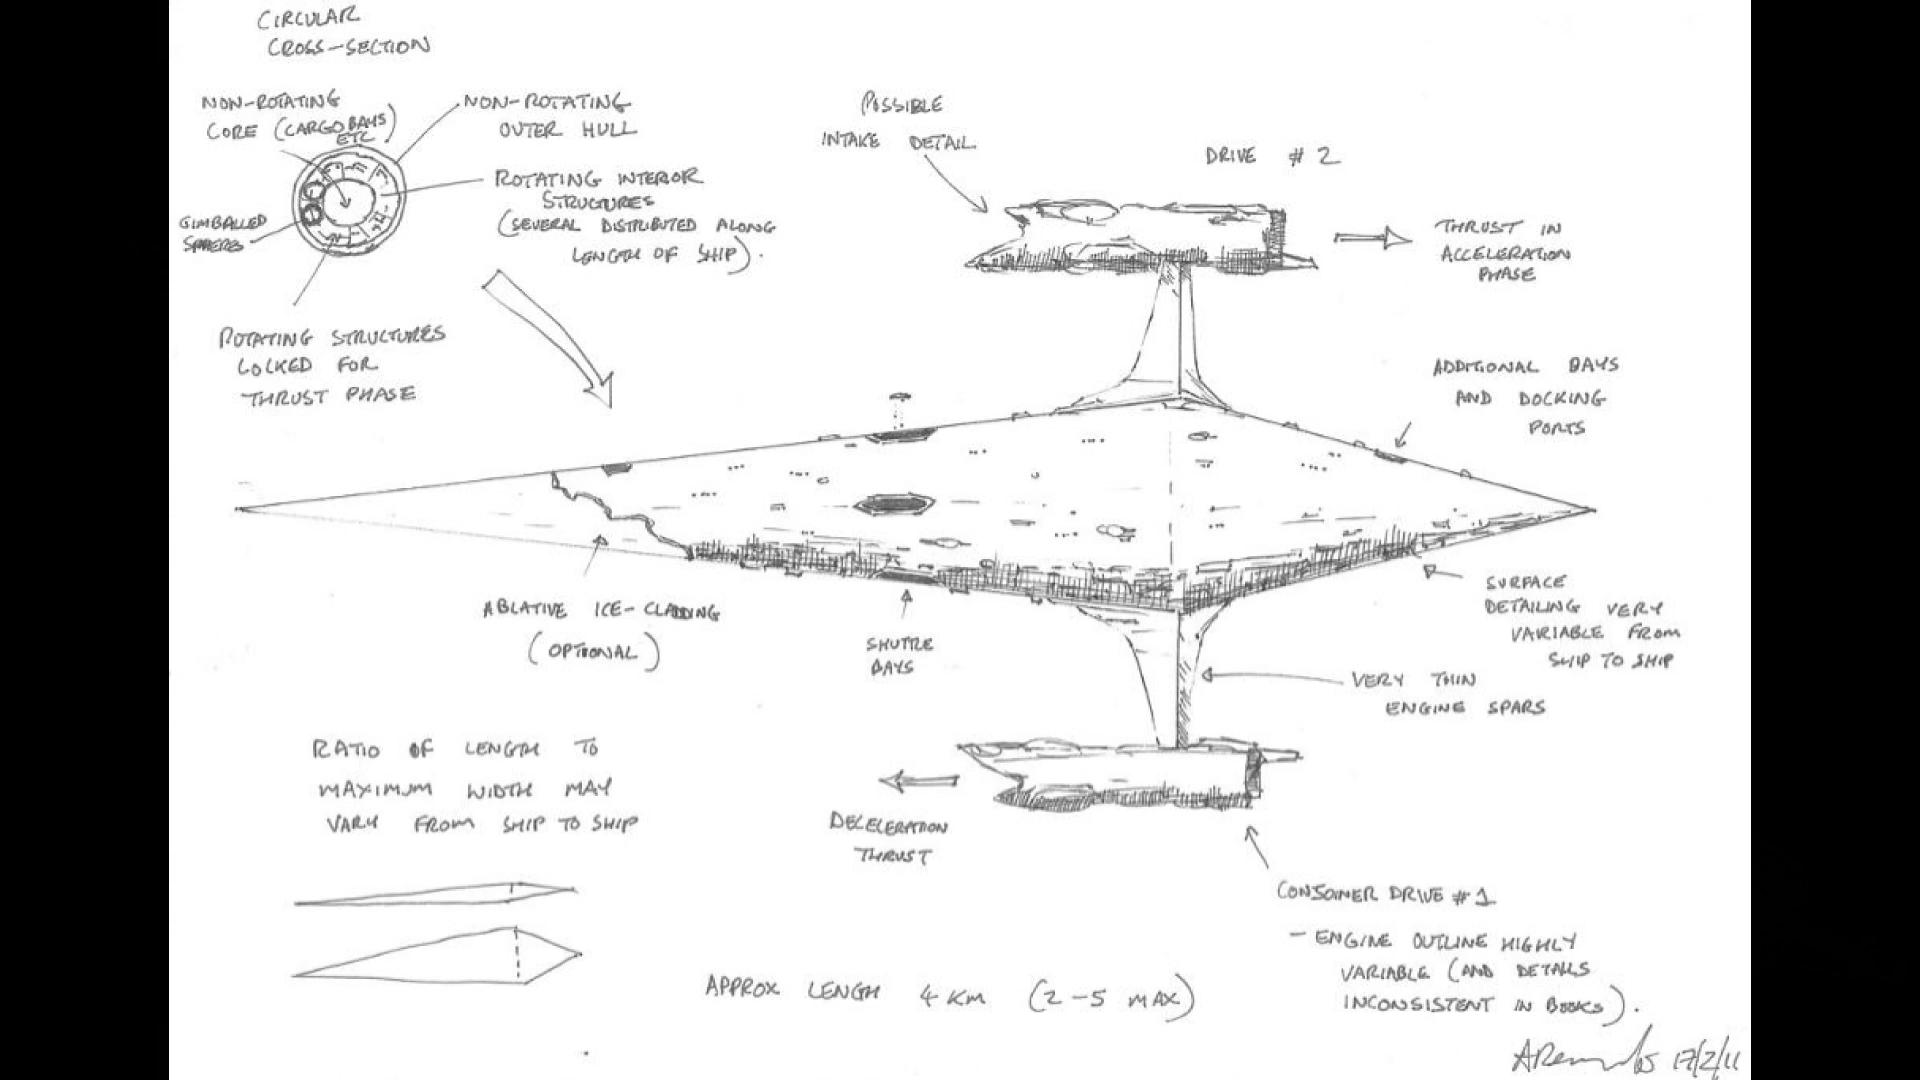 CIRCULAR
CROSS-SECTION
NON-ROTATING
CORE (CARGO BAYS
ETC)
NON-ROTATING
OUTER HULL
ROTATING INTERIOR
STRUCTURES
(SEVERAL DISTRIBUTED ALONG
LENGTH OF SHIP).
GIMBALLED
SPHERES
ROTATING STRUCTURES
LOCKED FOR
THRUST PHASE
POSSIBLE
INTAKE DETAIL
DRIVE #2
THRUST IN
ACCELERATION
PHASE
ADDITIONAL BAYS
AND DOCKING
PORTS
ABLATIVE ICE-CLADDING
(OPTIONAL)
SHUTTLE
BAYS
SURFACE
DETAILING VERY
VARIABLE FROM
SHIP TO SHIP
VERY THIN
ENGINE SPARS
RATIO OF LENGTH TO
MAXIMUM WIDTH MAY
VARY FROM SHIP TO SHIP
DECELERATION
THRUST
CONJOINER DRIVE #1
- ENGINE OUTLINE HIGHLY
VARIABLE (AND DETAILS
INCONSISTENT IN BOOKS).
APPROX LENGH 4 KM (2-5 MAX)
17/2/11